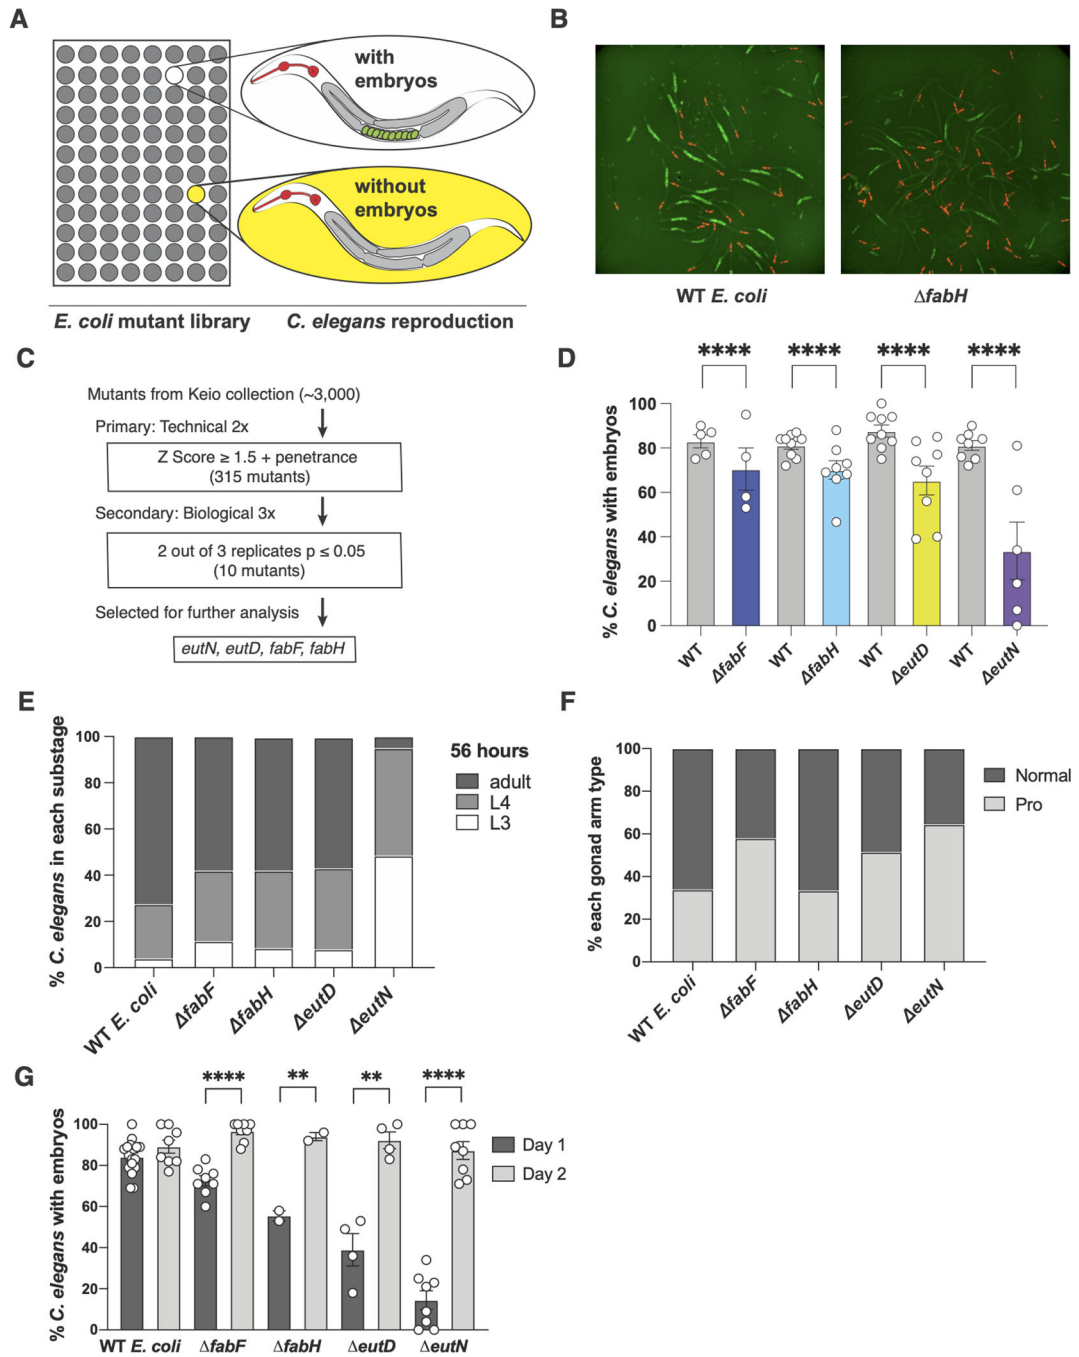 A
with
embryos
without
embryos
E. coli mutant library
C. elegans reproduction
B
WT E. coli
ΔfabH
C
Mutants from Keio collection (~3,000)
Primary: Technical 2x
Z Score ≥ 1.5 + penetrance
(315 mutants)
Secondary: Biological 3x
2 out of 3 replicates p ≤ 0.05
(10 mutants)
Selected for further analysis
eutN, eutD, fabF, fabH
D
% C. elegans with embryos
100
80
60
40
20
0
**** **** **** ****
WT ΔfabF WT ΔfabH WT ΔeutD WT ΔeutN
E
% C. elegans in each substage
100
80
60
40
20
0
56 hours
adult
L4
L3
WT E. coli ΔfabF ΔfabH ΔeutD ΔeutN
F
% each gonad arm type
100
80
60
40
20
0
Normal
Pro
WT E. coli ΔfabF ΔfabH ΔeutD ΔeutN
G
% C. elegans with embryos
100
80
60
40
20
0
**** ** ** ****
Day 1
Day 2
WT E. coli ΔfabF ΔfabH ΔeutD ΔeutN